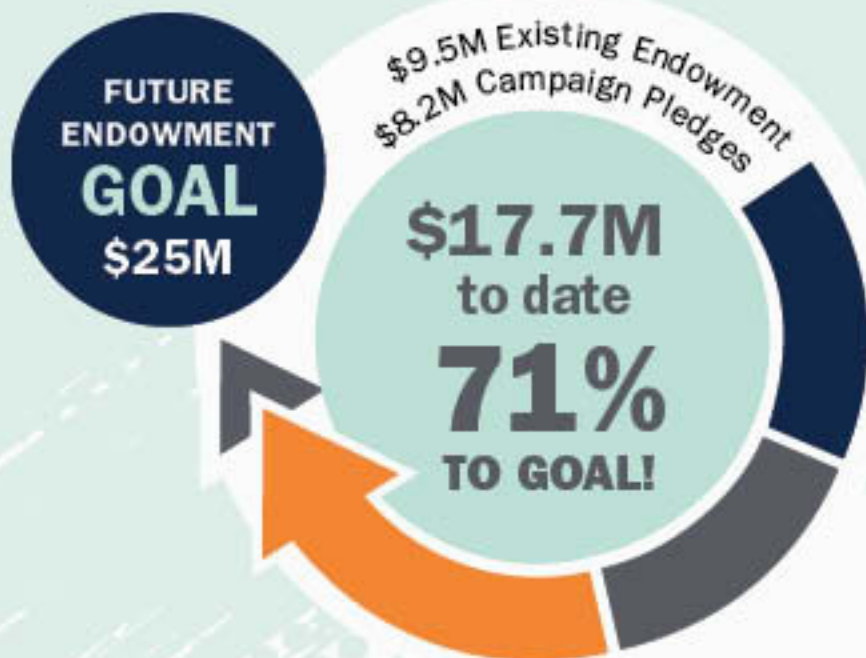 FUTURE
ENDOWMENT
GOAL
$25M
$9.5M Existing Endowment
$8.2M Campaign Pledges
$17.7M
to date
71%
TO GOAL!